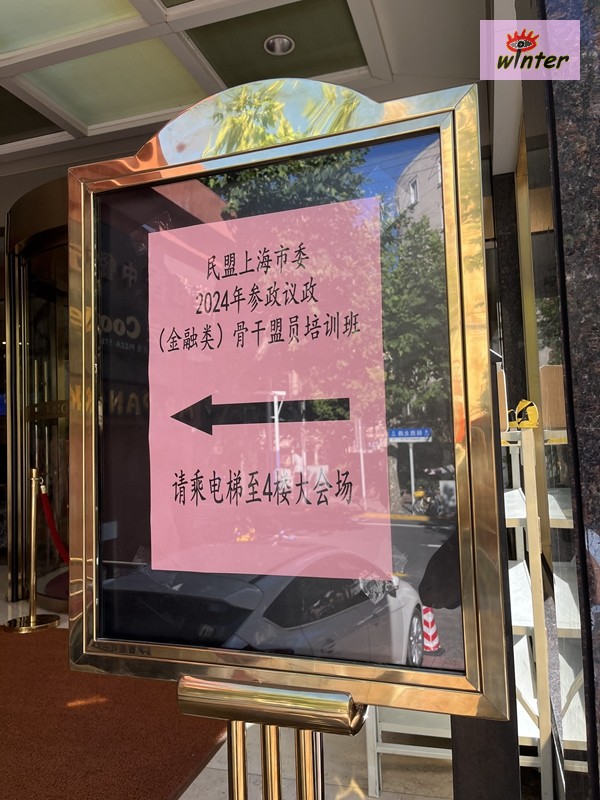 winter
民盟上海市委
2024年参政议政
（金融类）骨干盟员培训班
请乘电梯至4楼大会场